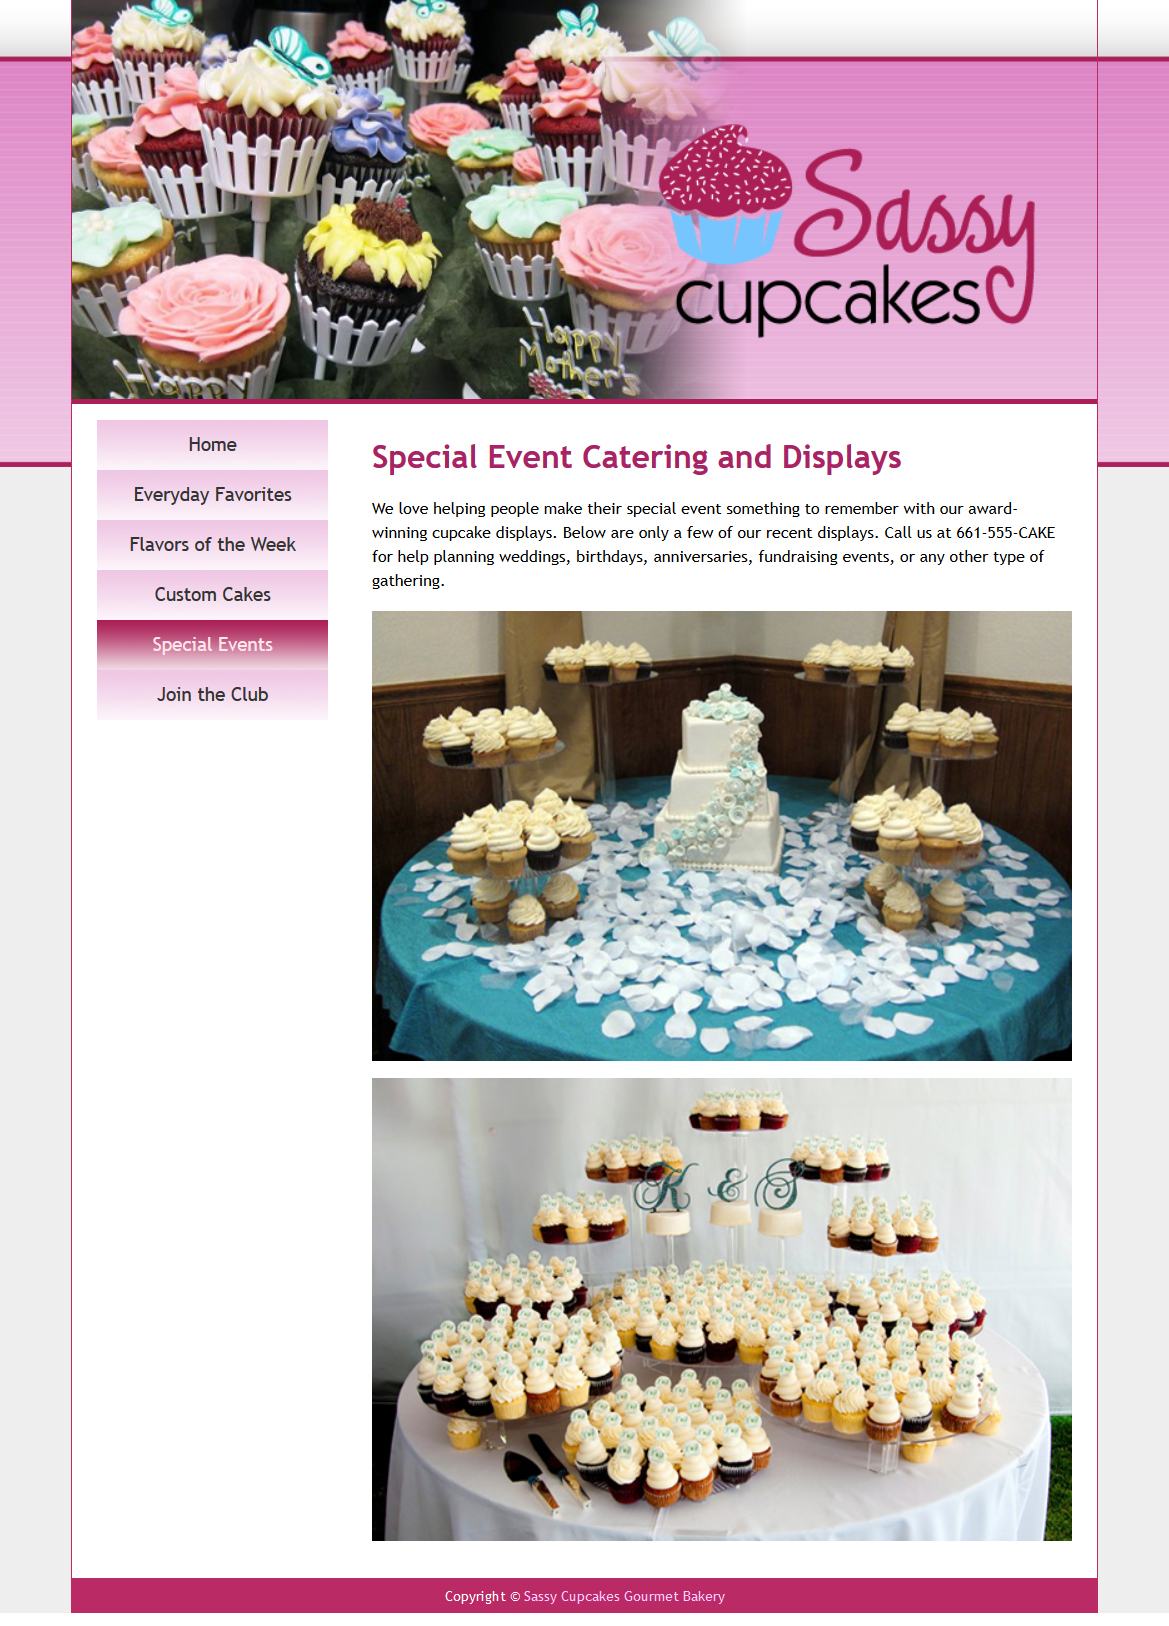 Happy
Happy
Mother's
Sassy
cupcakes
Home
Everyday Favorites
Flavors of the Week
Custom Cakes
Special Events
Join the Club
Special Event Catering and Displays
We love helping people make their special event something to remember with our award-
winning cupcake displays. Below are only a few of our recent displays. Call us at 661-555-CAKE
for help planning weddings, birthdays, anniversaries, fundraising events, or any other type of
gathering.
K & S
Copyright © Sassy Cupcakes Gourmet Bakery